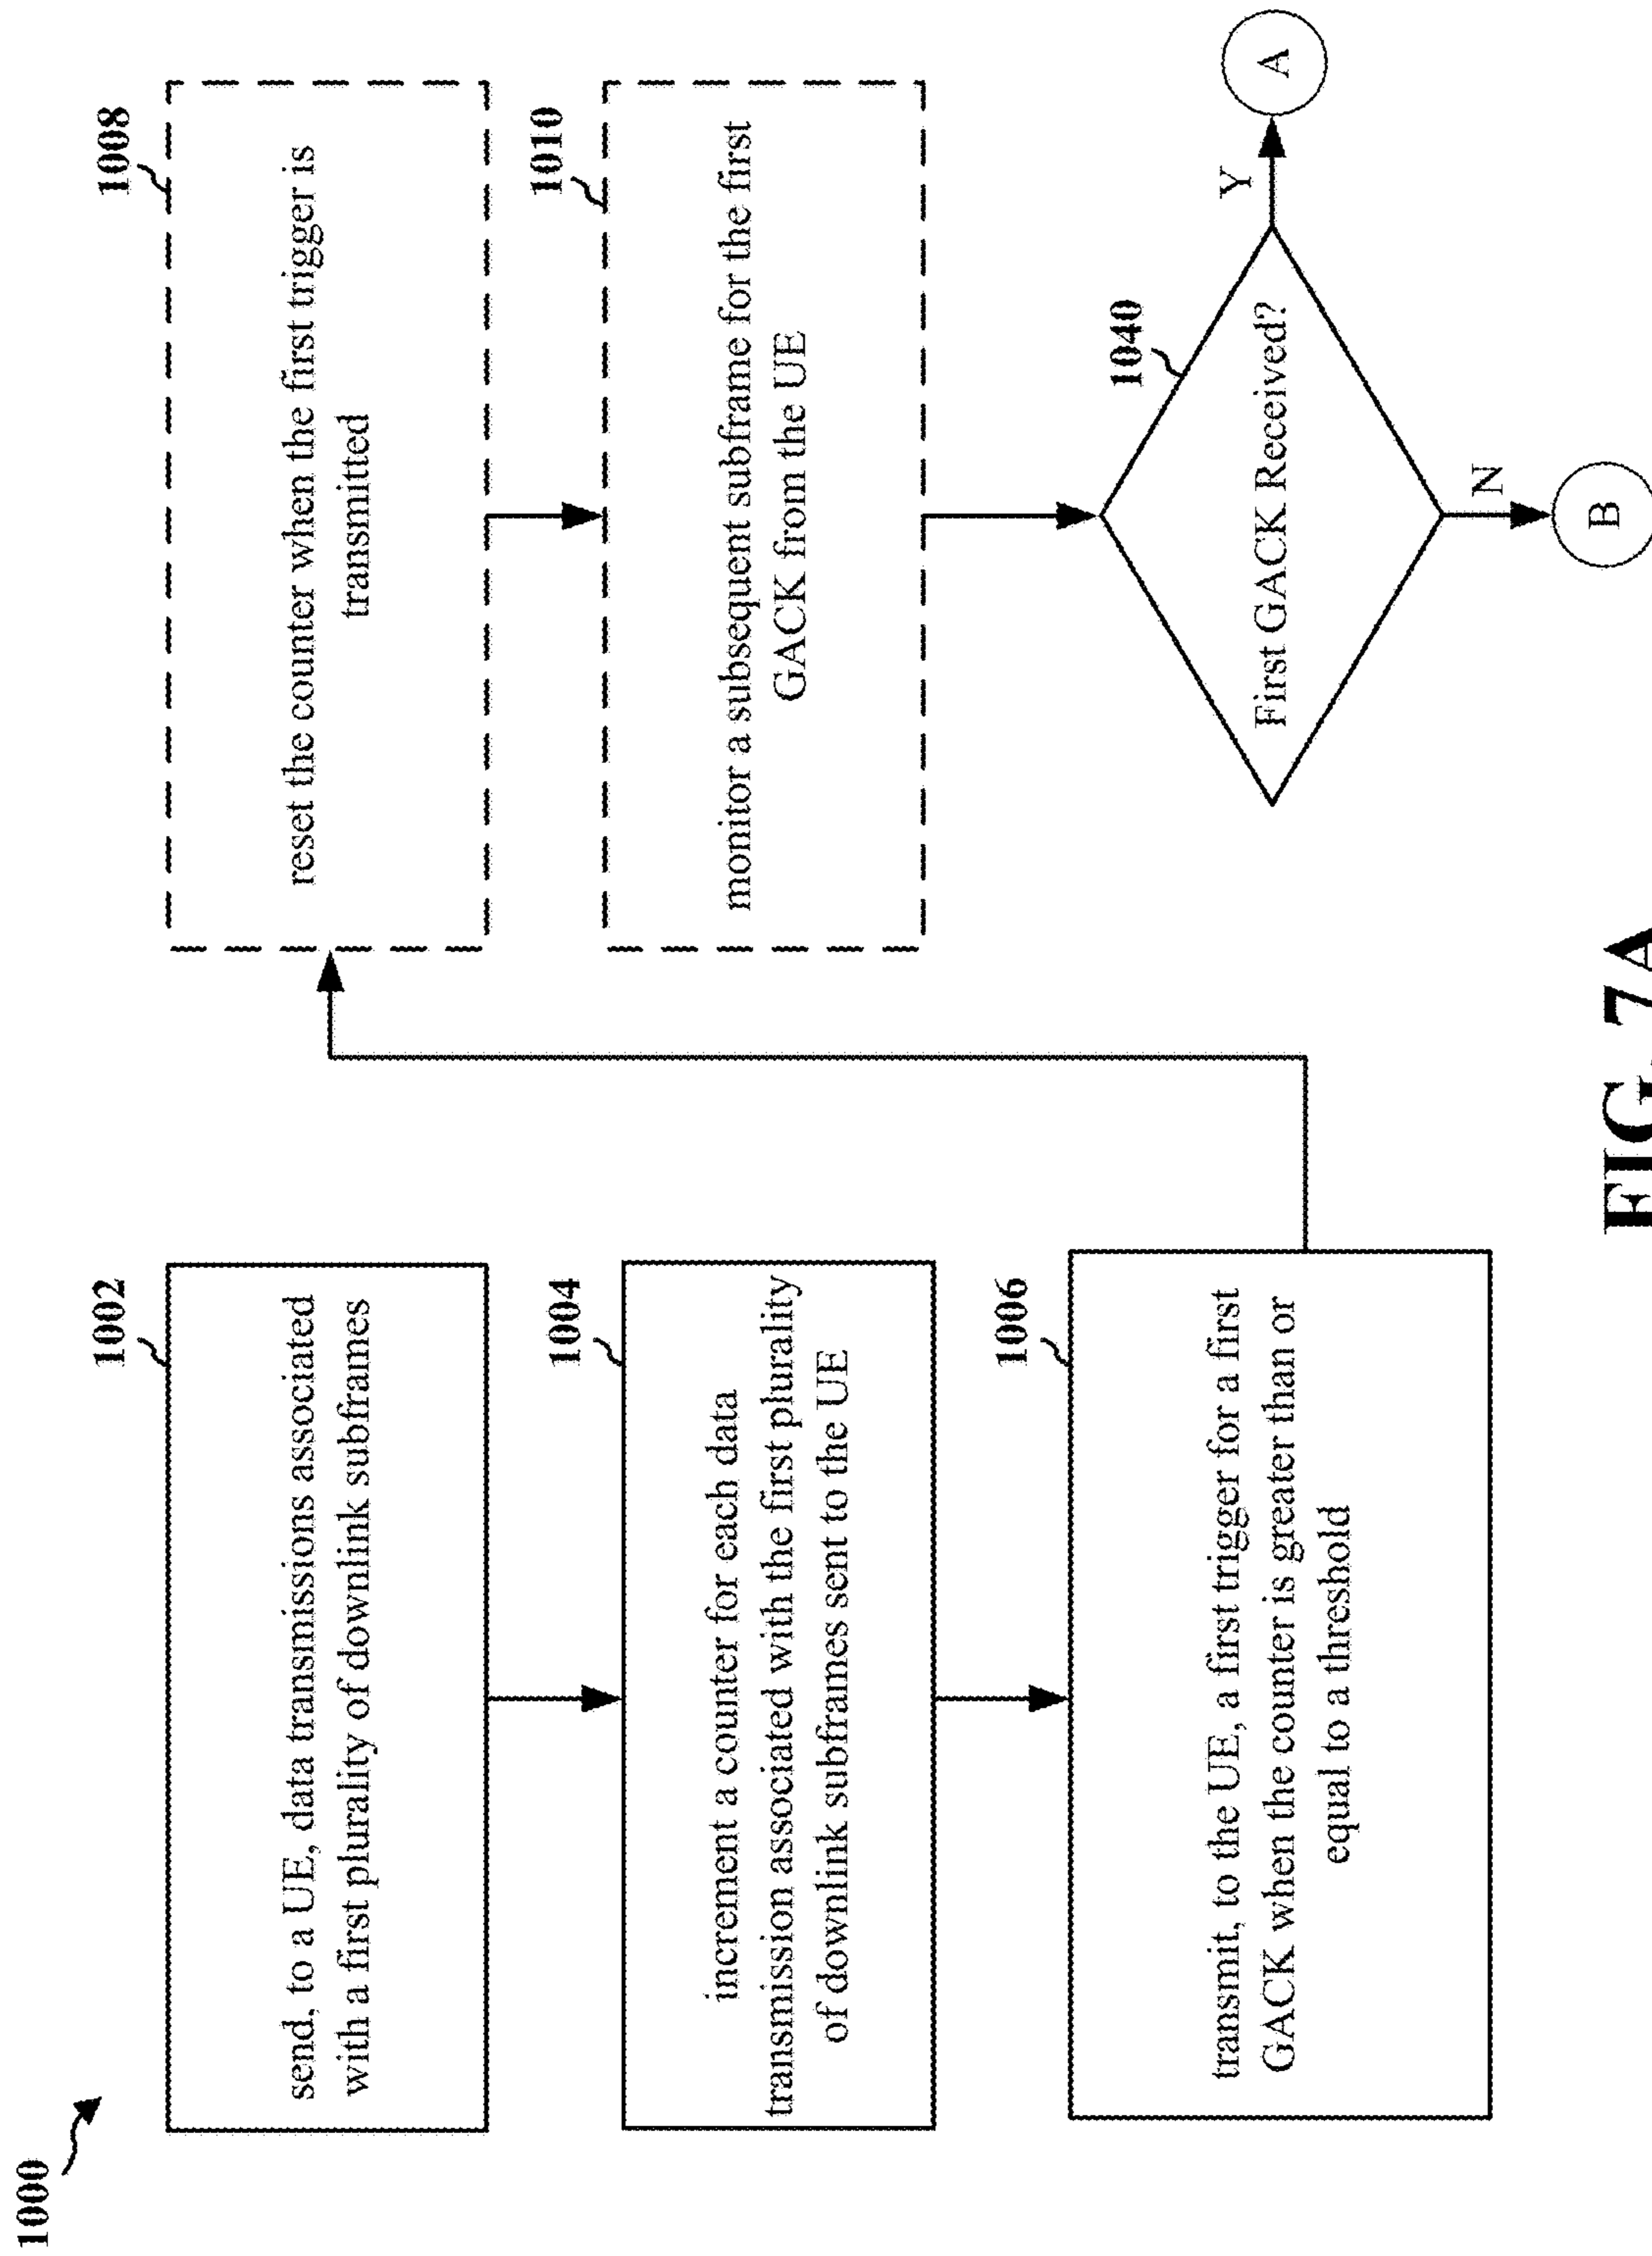 1000
1002
send, to a UE, data transmissions associated
with a first plurality of downlink subframes
1004
increment a counter for each data
transmission associated with the first plurality
of downlink subframes sent to the UE
1006
transmit, to the UE, a first trigger for a first
GACK when the counter is greater than or
equal to a threshold
1008
reset the counter when the first trigger is
transmitted
1010
monitor a subsequent subframe for the first
GACK from the UE
1040
First GACK Received?
Y
A
N
B
FIG. 7A